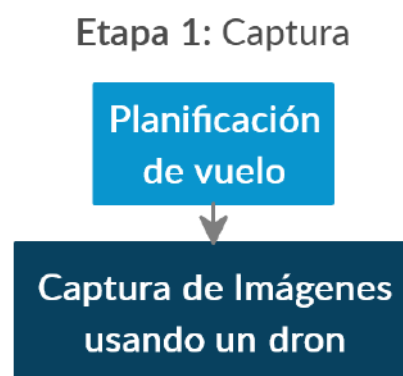 Etapa 1: Captura
Planificación
de vuelo
Captura de Imágenes
usando un dron